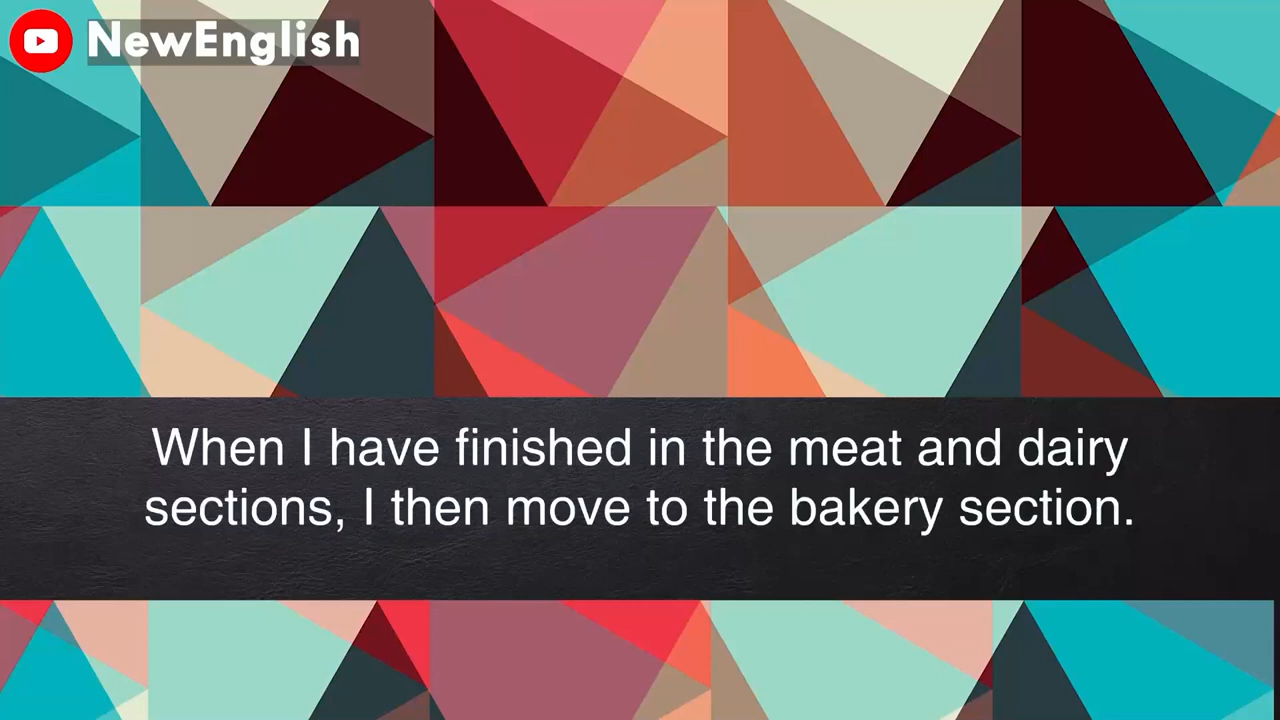 NewEnglish
When I have finished in the meat and dairy
sections, I then move to the bakery section.